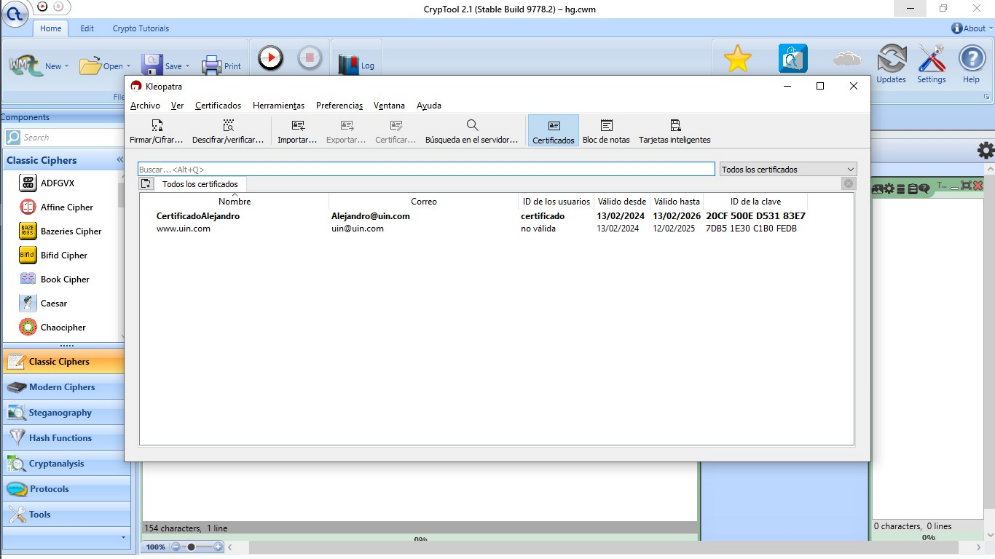 CrypTool 2.1 (Stable Build 9778.2) – hg.cwm
Home Edit Crypto Tutorials About
New Open Save Print Log Updates Settings Help
File
Components
Search
Classic Ciphers
ADFGVX
Affine Cipher
Bazeries Cipher
Bifid Cipher
Book Cipher
Caesar
Chaocipher
Classic Ciphers
Modern Ciphers
Steganography
Hash Functions
Cryptanalysis
Protocols
Tools
Kleopatra
Archivo Ver Certificados Herramientas Preferencias Ventana Ayuda
Firmar/Cifrar... Descifrar/verificar... Importar... Exportar... Certificar... Búsqueda en el servidor... Certificados Bloc de notas Tarjetas inteligentes
Buscar...<Alt+Q> Todos los certificados
Todos los certificados
Nombre Correo ID de los usuarios Válido desde Válido hasta ID de la clave
CertificadoAlejandro Alejandro@uin.com certificado 13/02/2024 13/02/2026 20CF 500E D531 83E7
www.uin.com uin@uin.com no válida 13/02/2024 12/02/2025 7DB5 1E30 C1B0 FEDB
T...
154 characters, 1 line
0%
0 characters, 0 lines
0%
100%